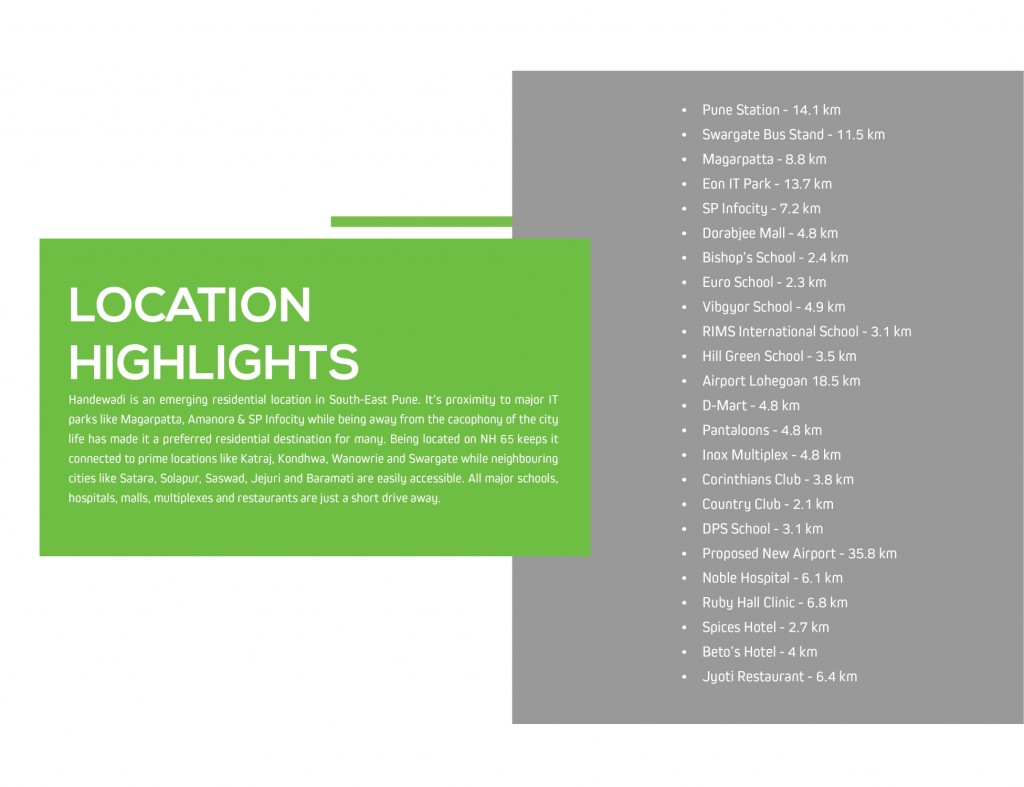 LOCATION
HIGHLIGHTS
Handewadi is an emerging residential location in South-East Pune. It's proximity to major IT
parks like Magarpatta, Amanora & SP Infocity while being away from the cacophony of the city
life has made it a preferred residential destination for many. Being located on NH 65 keeps it
connected to prime locations like Katraj, Kondhwa, Wanowrie and Swargate while neighbouring
cities like Satara, Solapur, Saswad, Jejuri and Baramati are easily accessible. All major schools,
hospitals, malls, multiplexes and restaurants are just a short drive away.
• Pune Station - 14.1 km
• Swargate Bus Stand - 11.5 km
• Magarpatta - 8.8 km
• Eon IT Park - 13.7 km
• SP Infocity - 7.2 km
• Dorabjee Mall - 4.8 km
• Bishop's School - 2.4 km
• Euro School - 2.3 km
• Vibgyor School - 4.9 km
• RIMS International School - 3.1 km
• Hill Green School - 3.5 km
• Airport Lohegoan 18.5 km
• D-Mart - 4.8 km
• Pantaloons - 4.8 km
• Inox Multiplex - 4.8 km
• Corinthians Club - 3.8 km
• Country Club - 2.1 km
• DPS School - 3.1 km
• Proposed New Airport - 35.8 km
• Noble Hospital - 6.1 km
• Ruby Hall Clinic - 6.8 km
• Spices Hotel - 2.7 km
• Beto's Hotel - 4 km
• Jyoti Restaurant - 6.4 km